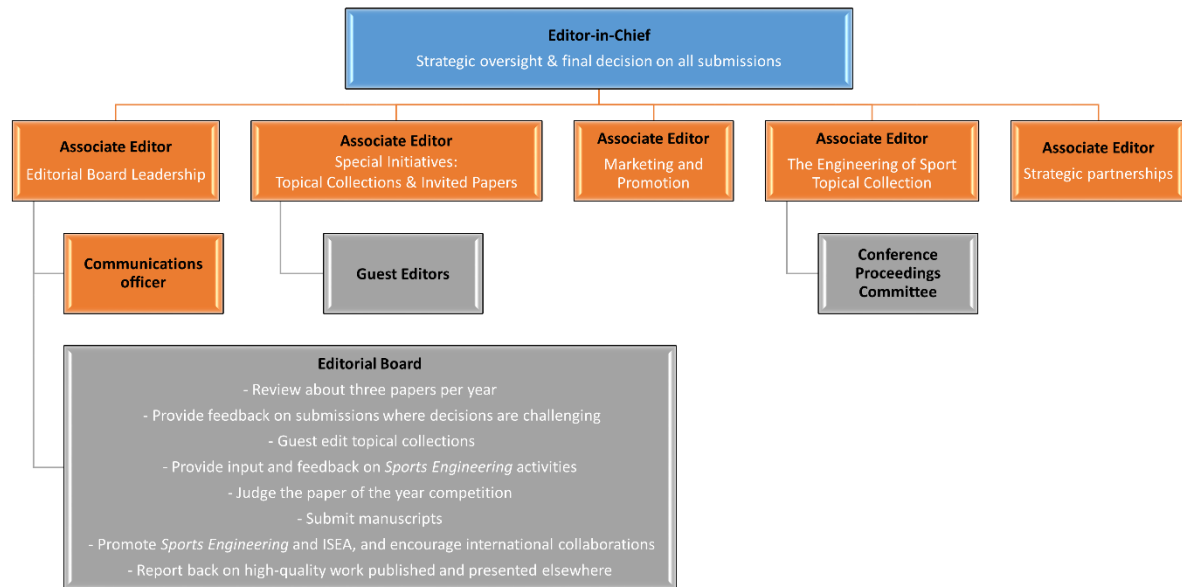 Editor-in-Chief
Strategic oversight & final decision on all submissions
Associate Editor
Editorial Board Leadership
Associate Editor
Special Initiatives:
Topical Collections & Invited Papers
Associate Editor
Marketing and
Promotion
Associate Editor
The Engineering of Sport
Topical Collection
Associate Editor
Strategic partnerships
Communications
officer
Guest Editors
Conference
Proceedings
Committee
Editorial Board
- Review about three papers per year
- Provide feedback on submissions where decisions are challenging
- Guest edit topical collections
- Provide input and feedback on Sports Engineering activities
- Judge the paper of the year competition
- Submit manuscripts
- Promote Sports Engineering and ISEA, and encourage international collaborations
- Report back on high-quality work published and presented elsewhere